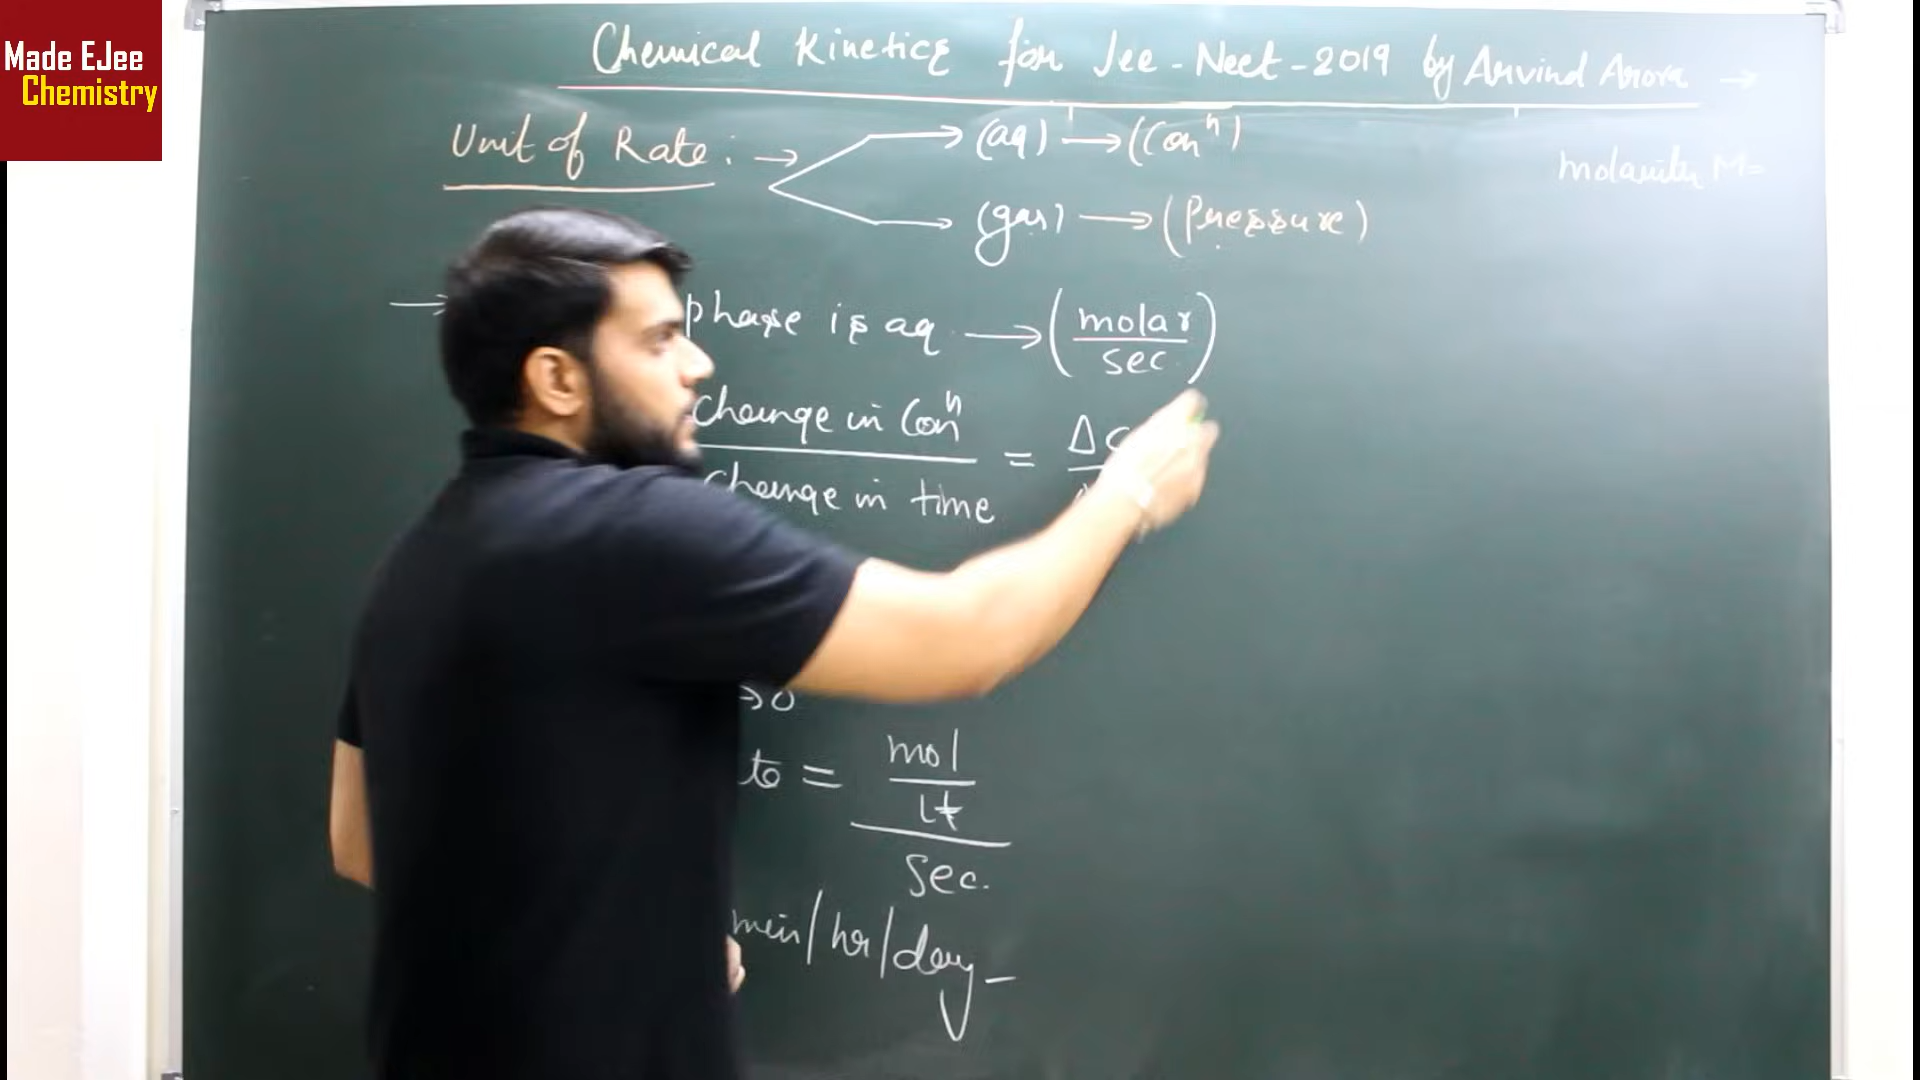 Made EJee
Chemistry
Chemical Kinetics for Jee - Neet - 2019 by Arvind Arora →
Unit of Rate : → (aq) → (Conⁿ)
(gas) → (Pressure)
molarity M=
→ phase is aq → (molar/sec)
change in Conⁿ
change in time
= Δc
→0
= mol
lt
sec.
min/hr/day